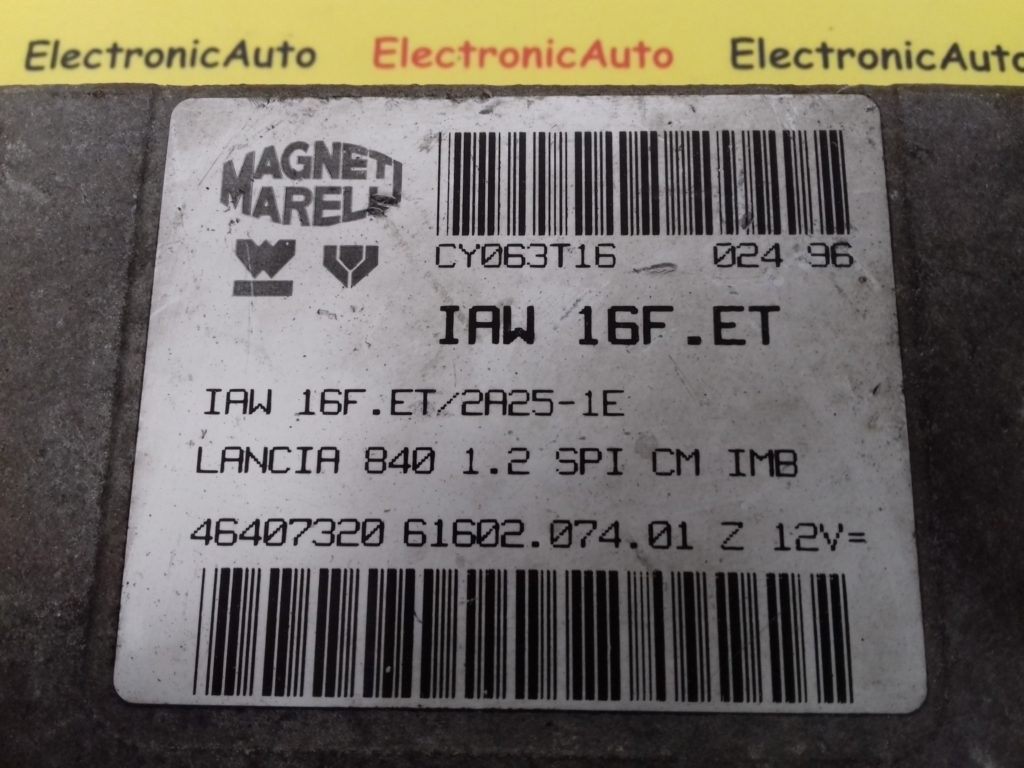 ElectronicAuto ElectronicAuto ElectronicAuto
MAGNETI
MARELLI
CY063T16 024 96
IAW 16F.ET
IAW 16F.ET/2A25-1E
LANCIA 840 1.2 SPI CM IMB
46407320 61602.074.01 Z 12V=